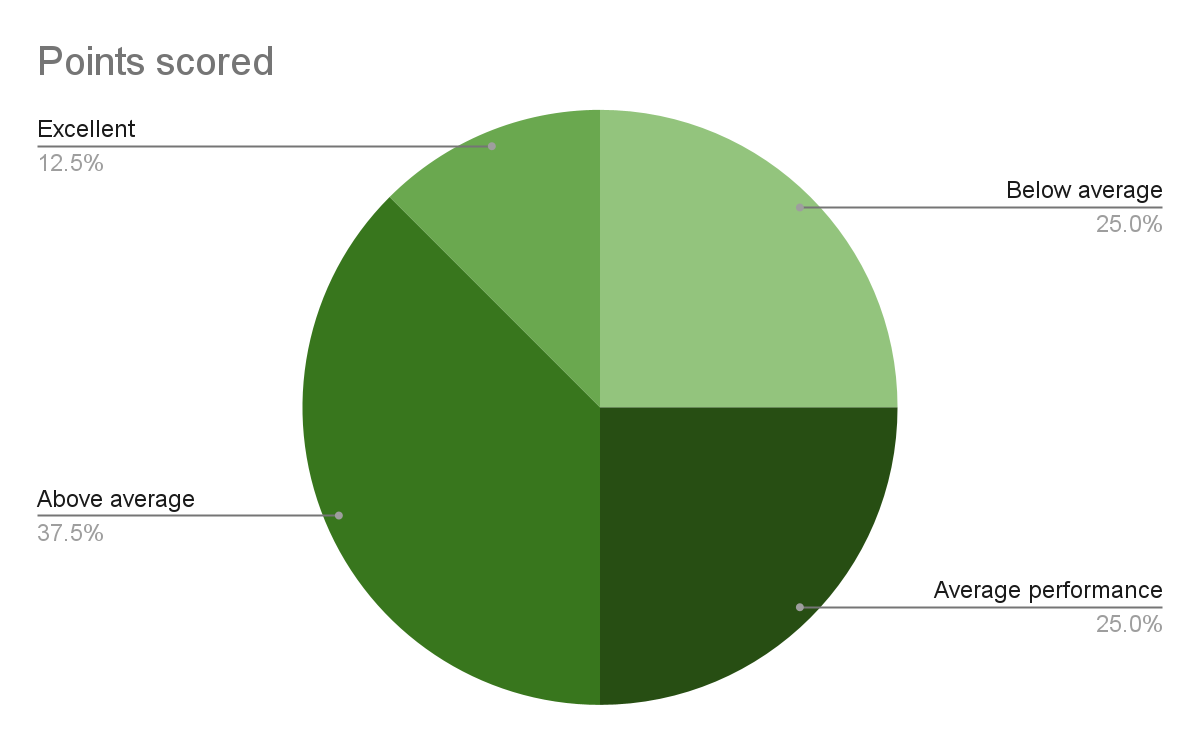 Points scored
Excellent
12.5%
Below average
25.0%
Above average
37.5%
Average performance
25.0%